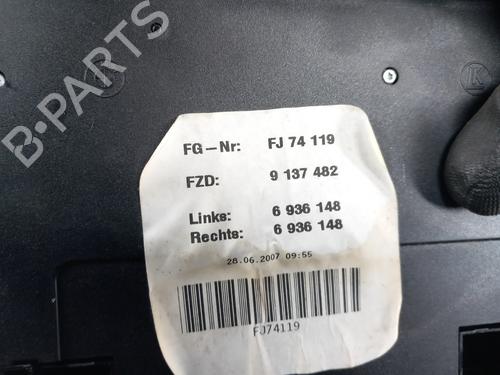 B-PARTS
K
FG-Nr: FJ 74 119
FZD: 9 137 482
Links: 6 936 148
Rechts: 6 936 148
28.06.2007 09:55
FJ74119